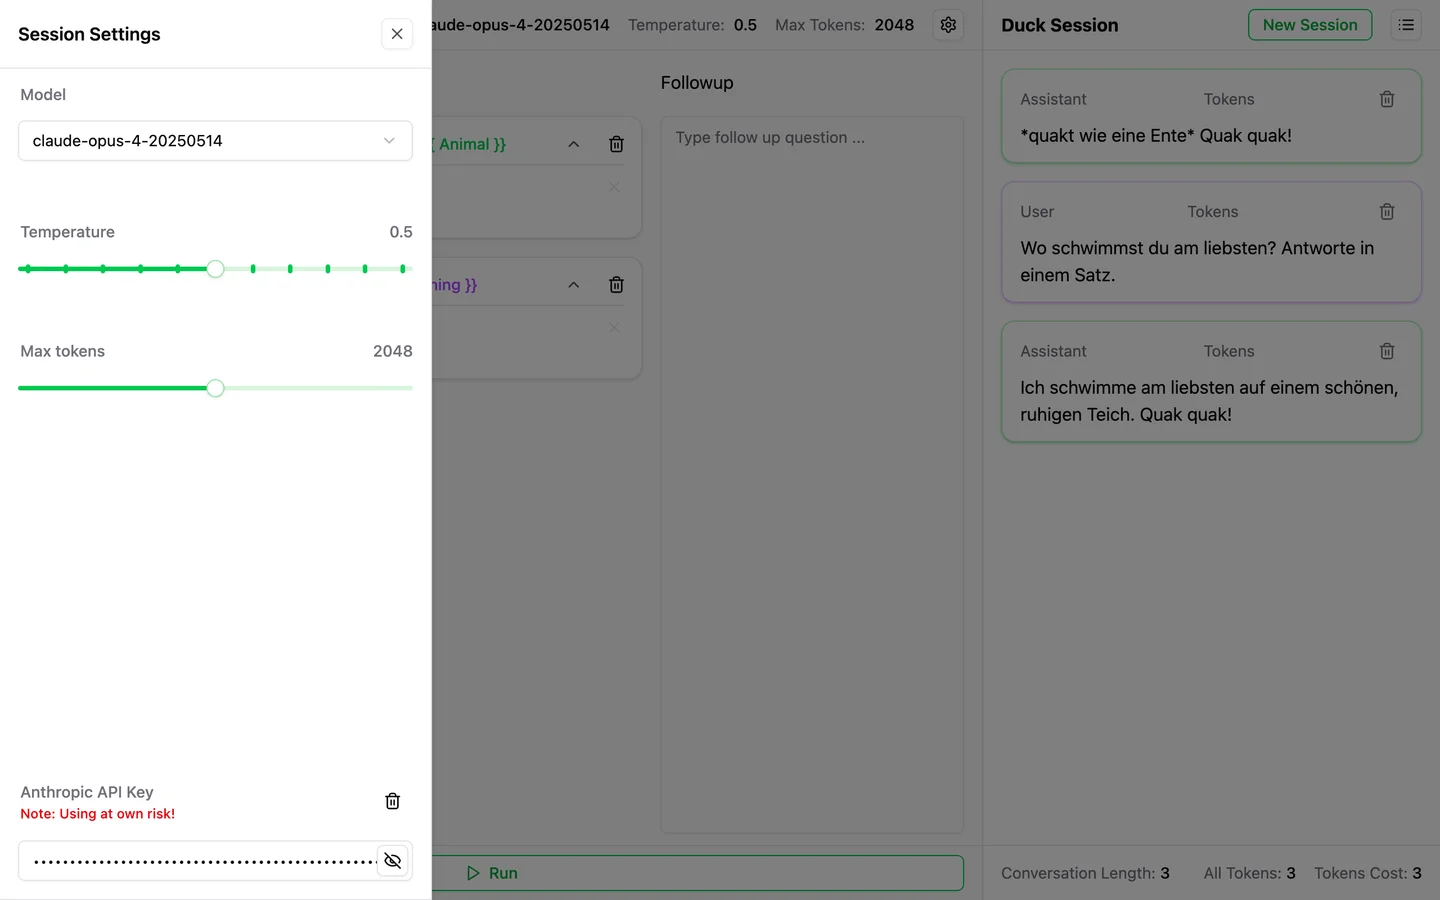 Session Settings
Model
claude-opus-4-20250514
Temperature 0.5
Max tokens 2048
Anthropic API Key
Note: Using at own risk!
aude-opus-4-20250514 Temperature: 0.5 Max Tokens: 2048
Animal }}
ning }}
Followup
Type follow up question ...
Run
Duck Session New Session
Assistant Tokens
*quakt wie eine Ente* Quak quak!
User Tokens
Wo schwimmst du am liebsten? Antworte in
einem Satz.
Assistant Tokens
Ich schwimme am liebsten auf einem schönen,
ruhigen Teich. Quak quak!
Conversation Length: 3 All Tokens: 3 Tokens Cost: 3